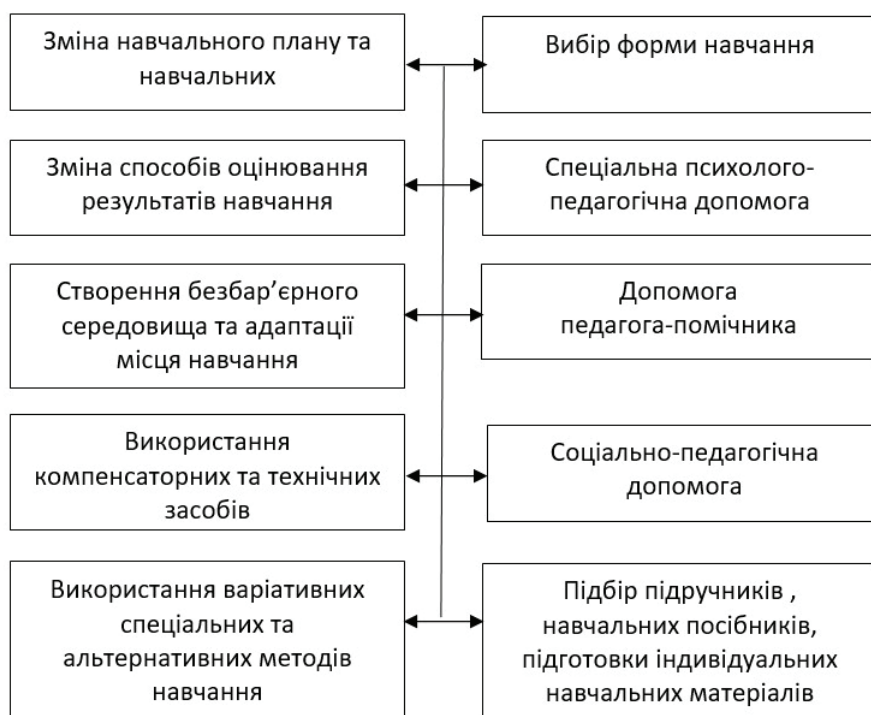 Зміна навчального плану та
навчальних
Вибір форми навчання
Зміна способів оцінювання
результатів навчання
Спеціальна психолого-
педагогічна допомога
Створення безбар’єрного
середовища та адаптації
місця навчання
Допомога
педагога-помічника
Використання
компенсаторних та технічних
засобів
Соціально-педагогічна
допомога
Використання варіативних
спеціальних та
альтернативних методів
навчання
Підбір підручників ,
навчальних посібників,
підготовки індивідуальних
навчальних матеріалів